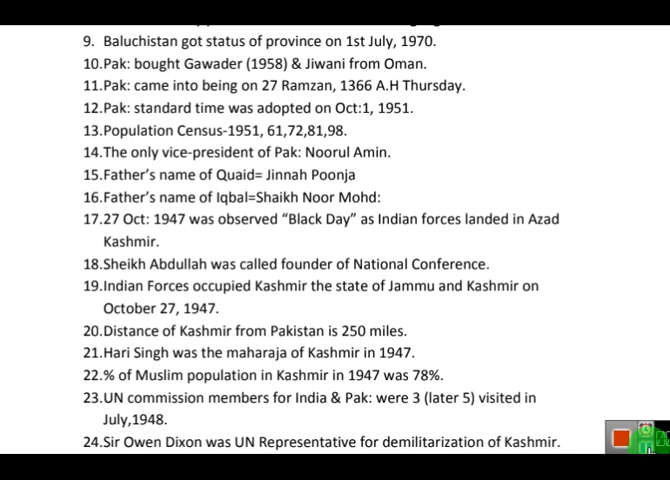 9. Baluchistan got status of province on 1st July, 1970.
10.Pak: bought Gawader (1958) & Jiwani from Oman.
11.Pak: came into being on 27 Ramzan, 1366 A.H Thursday.
12.Pak: standard time was adopted on Oct:1, 1951.
13.Population Census-1951, 61,72,81,98.
14.The only vice-president of Pak: Noorul Amin.
15.Father's name of Quaid= Jinnah Poonja
16.Father's name of Iqbal=Shaikh Noor Mohd:
17.27 Oct: 1947 was observed “Black Day” as Indian forces landed in Azad
Kashmir.
18.Sheikh Abdullah was called founder of National Conference.
19.Indian Forces occupied Kashmir the state of Jammu and Kashmir on
October 27, 1947.
20.Distance of Kashmir from Pakistan is 250 miles.
21.Hari Singh was the maharaja of Kashmir in 1947.
22.% of Muslim population in Kashmir in 1947 was 78%.
23.UN commission members for India & Pak: were 3 (later 5) visited in
July,1948.
24.Sir Owen Dixon was UN Representative for demilitarization of Kashmir.